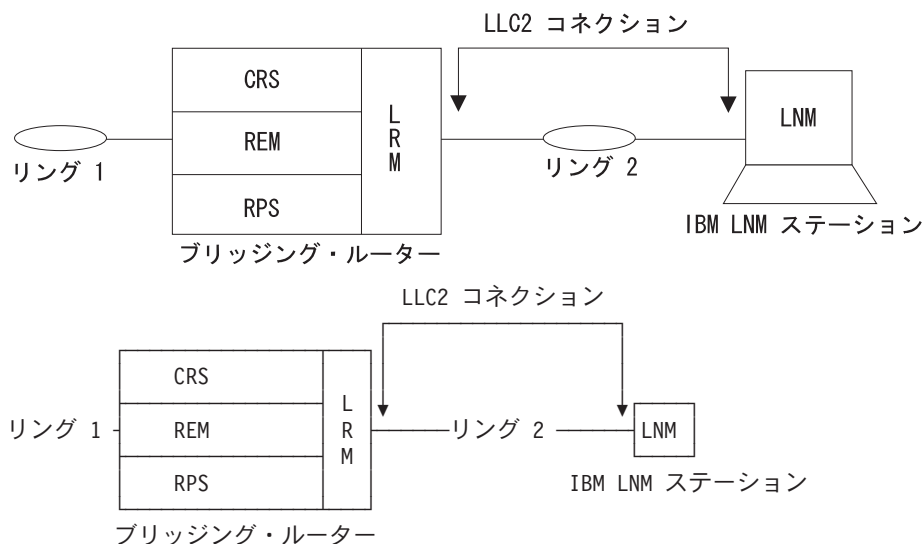 LLC2 コネクション
CRS
REM
RPS
LRM
LNM
リング 1
リング 2
IBM LNM ステーション
ブリッジング・ルーター
LLC2 コネクション
CRS
リング 1
REM
RPS
LRM
リング 2
LNM
IBM LNM ステーション
ブリッジング・ルーター